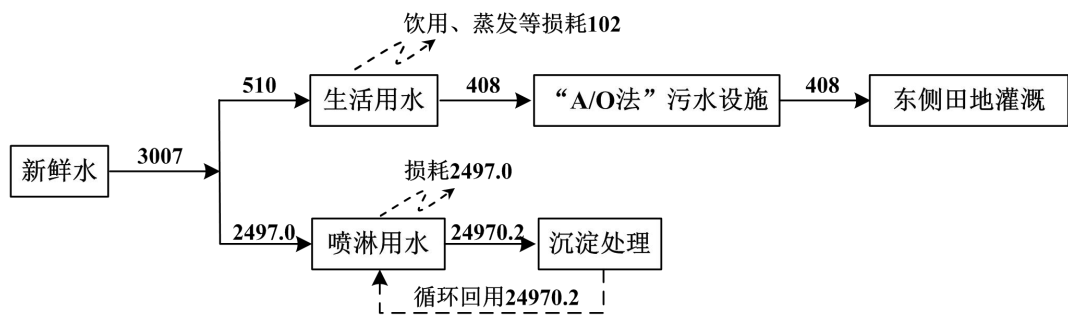 饮用、蒸发等损耗102
510
生活用水
408
“A/O法”污水设施
408
东侧田地灌溉
新鲜水
3007
损耗2497.0
2497.0
喷淋用水
24970.2
沉淀处理
循环回用24970.2